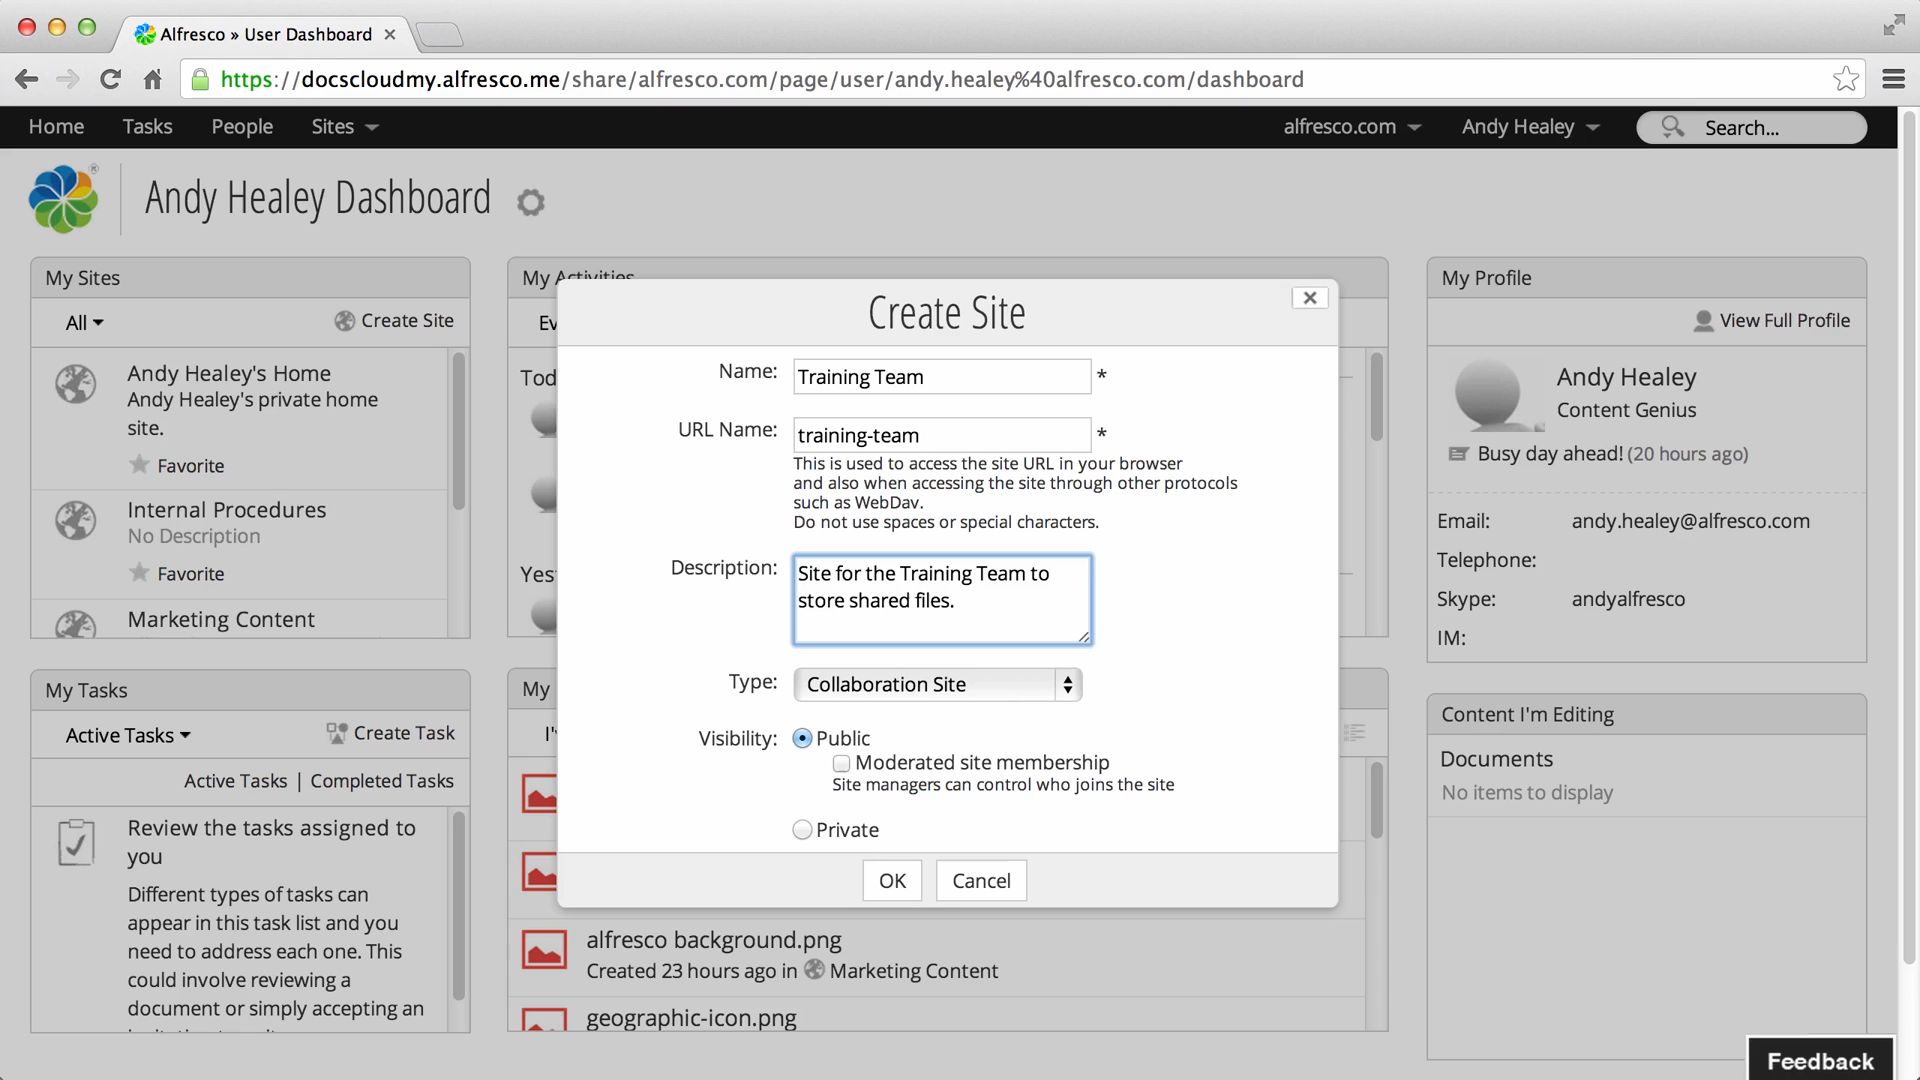 Alfresco » User Dashboard
https://docscloudmy.alfresco.me/share/alfresco.com/page/user/andy.healey%40alfresco.com/dashboard
Home Tasks People Sites alfresco.com Andy Healey Search...
Andy Healey Dashboard
My Sites
All Create Site
Andy Healey's Home
Andy Healey's private home
site.
Favorite
Internal Procedures
No Description
Favorite
Marketing Content
My Tasks
Active Tasks Create Task
Active Tasks | Completed Tasks
Review the tasks assigned to
you
Different types of tasks can
appear in this task list and you
need to address each one. This
could involve reviewing a
document or simply accepting an
My Activities
Ev
Tod
Yest
Create Site
Name: Training Team *
URL Name: training-team *
This is used to access the site URL in your browser
and also when accessing the site through other protocols
such as WebDav.
Do not use spaces or special characters.
Description: Site for the Training Team to
store shared files.
Type: Collaboration Site
Visibility: Public
Moderated site membership
Site managers can control who joins the site
Private
OK Cancel
My
I'
alfresco background.png
Created 23 hours ago in Marketing Content
geographic-icon.png
My Profile
View Full Profile
Andy Healey
Content Genius
Busy day ahead! (20 hours ago)
Email: andy.healey@alfresco.com
Telephone:
Skype: andyalfresco
IM:
Content I'm Editing
Documents
No items to display
Feedback